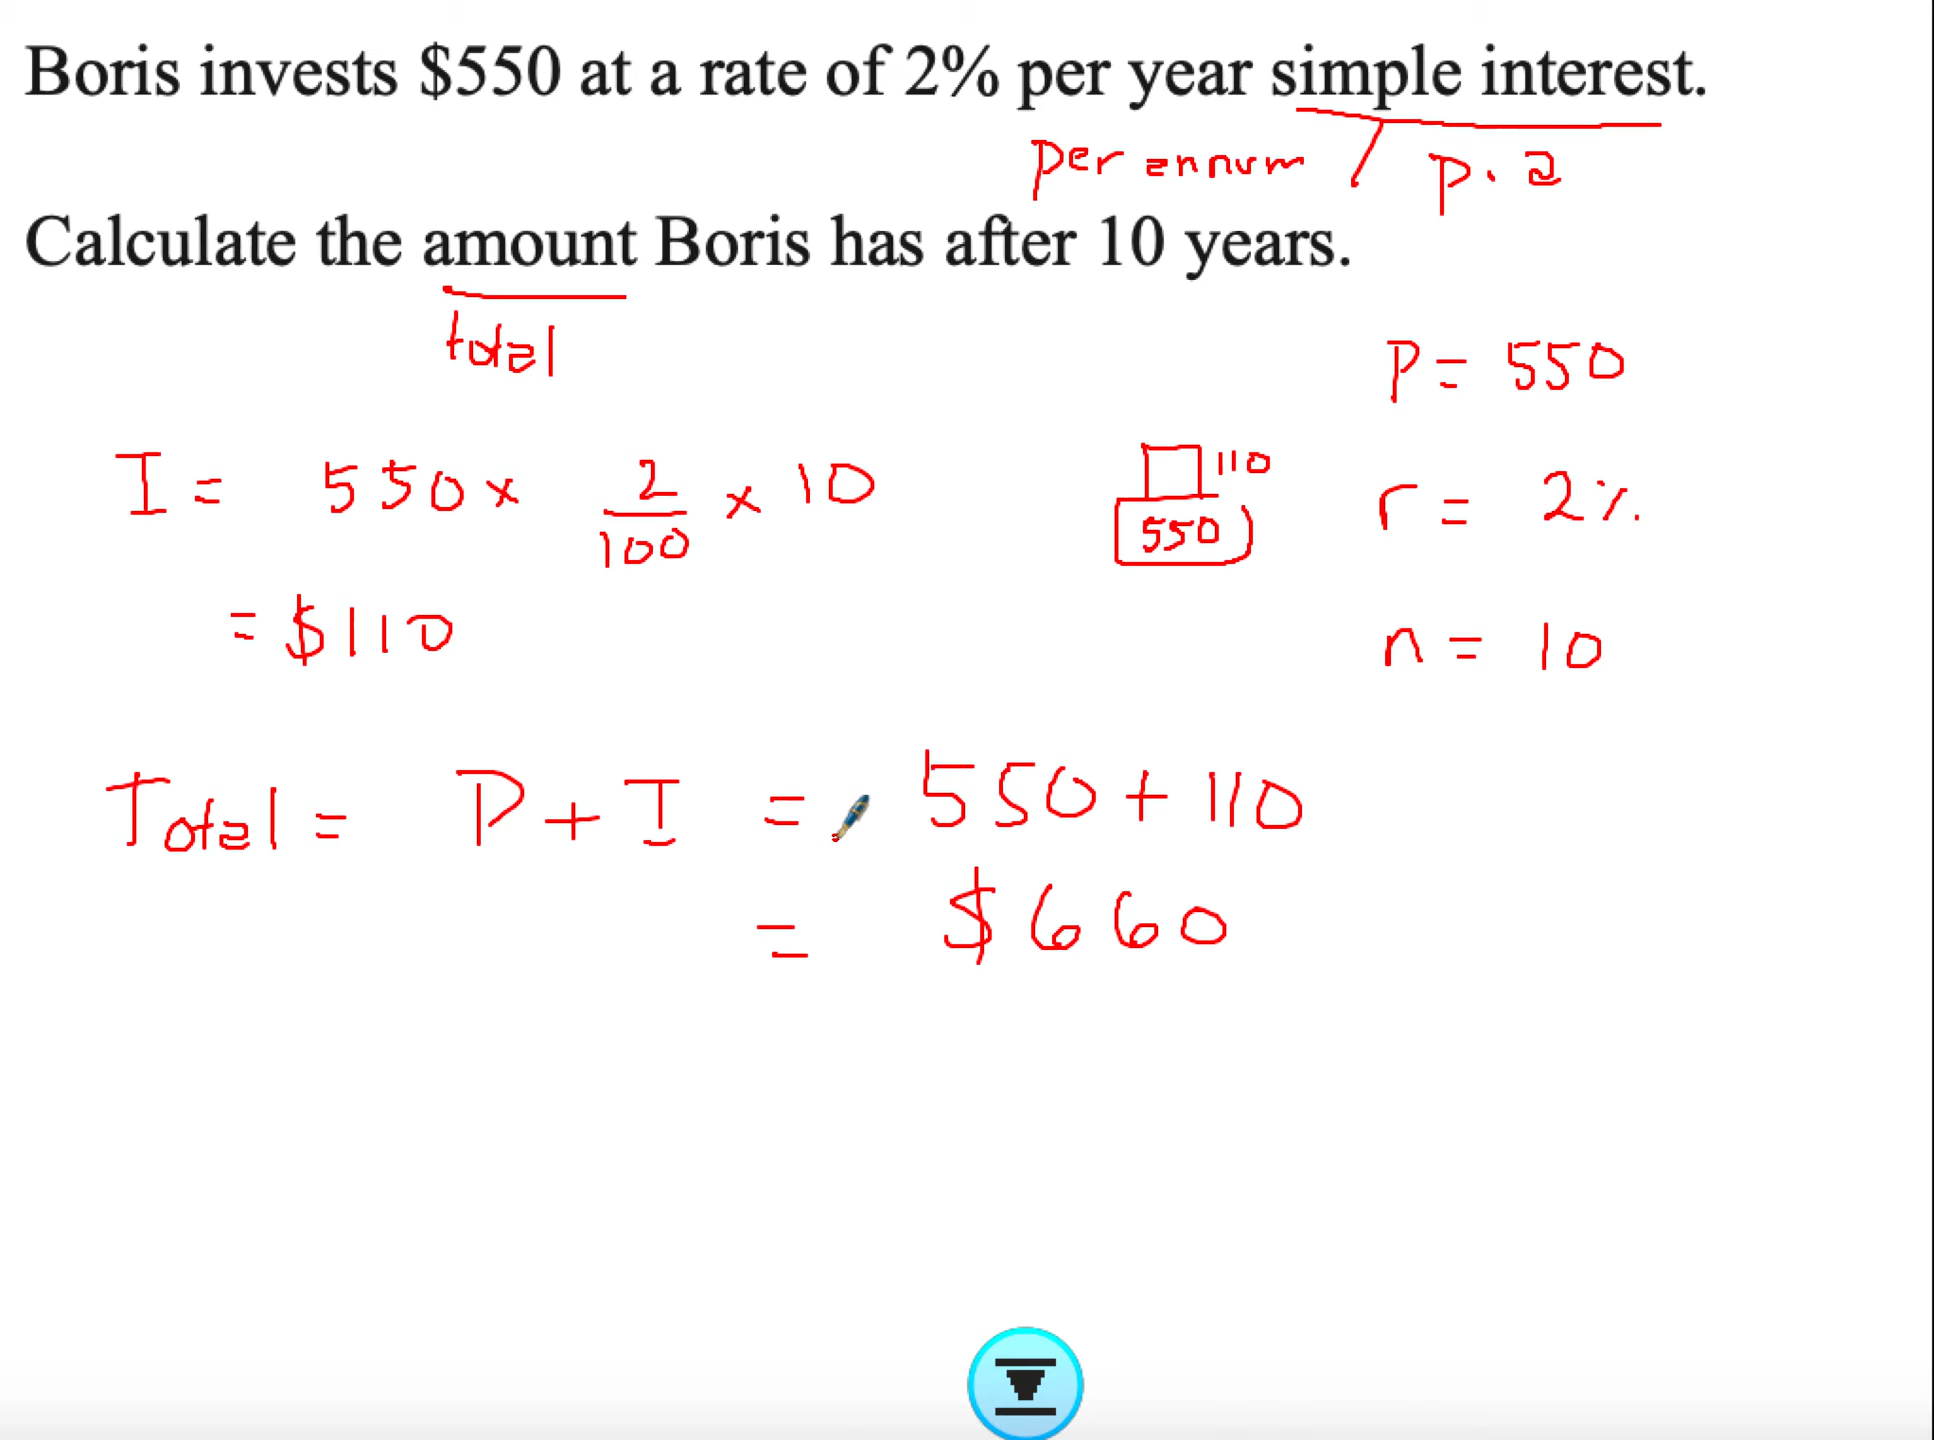 Boris invests $550 at a rate of 2% per year simple interest.
per annum / p.a
Calculate the amount Boris has after 10 years.
total
P = 550
I = 550 × 2/100 × 10
110
550
r = 2%
= $110
n = 10
Total = P + I = 550 + 110
= $660